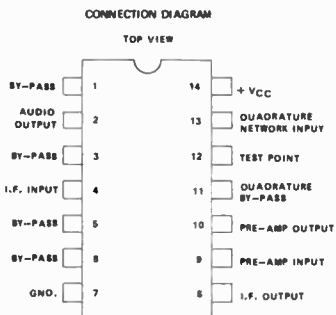 CONNECTION DIAGRAM
TOP VIEW
BY-PASS 1 14 + VCC
AUDIO OUTPUT 2 13 QUADRATURE NETWORK INPUT
BY-PASS 3 12 TEST POINT
I.F. INPUT 4 11 QUADRATURE BY-PASS
BY-PASS 5 10 PRE-AMP OUTPUT
BY-PASS 6 9 PRE-AMP INPUT
GND. 7 8 I.F. OUTPUT